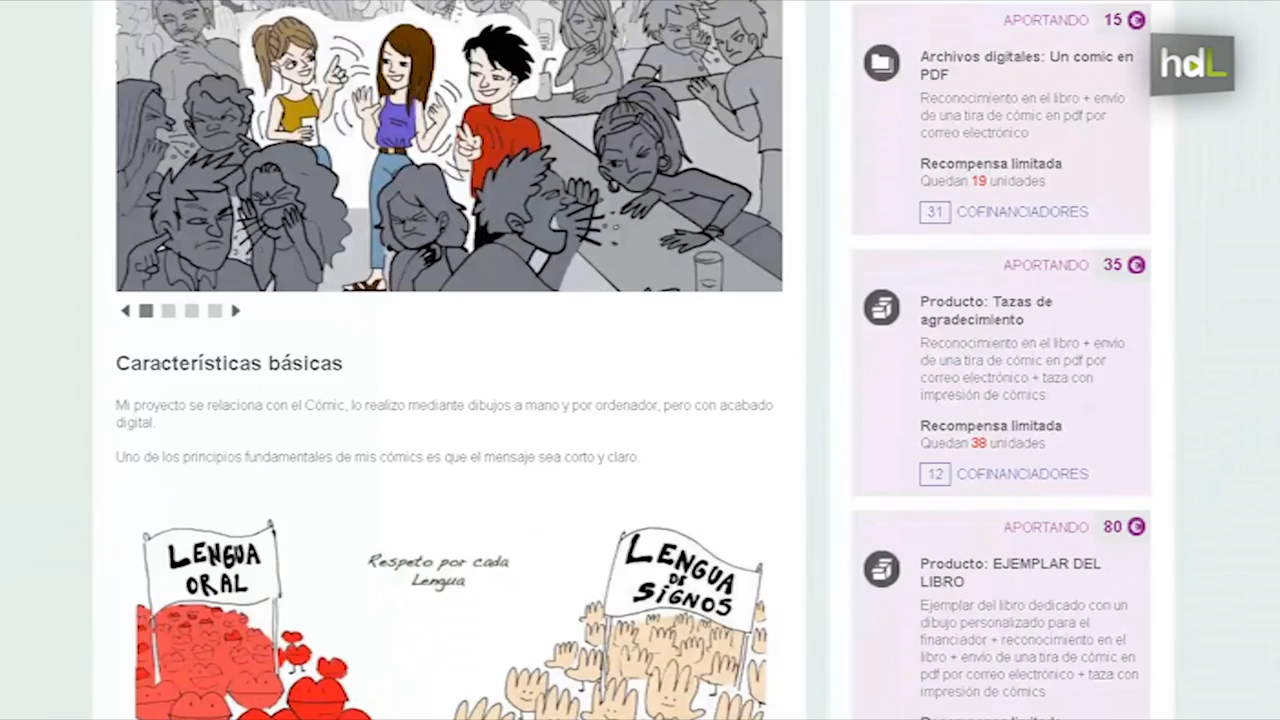 Características básicas
Mi proyecto se relaciona con el Cómic, lo realizo mediante dibujos a mano y por ordenador, pero con acabado
digital.
Uno de los principios fundamentales de mis cómics es que el mensaje sea corto y claro.
LENGUA
ORAL
Respeto por cada
Lengua
LENGUA
DE
SIGNOS
APORTANDO 15 €
Archivos digitales: Un comic en
PDF
Reconocimiento en el libro + envío
de una tira de cómic en pdf por
correo electrónico
Recompensa limitada
Quedan 19 unidades
31 COFINANCIADORES
APORTANDO 35 €
Producto: Tazas de
agradecimiento
Reconocimiento en el libro + envío
de una tira de cómic en pdf por
correo electrónico + taza con
impresión de cómics
Recompensa limitada
Quedan 38 unidades
12 COFINANCIADORES
APORTANDO 80 €
Producto: EJEMPLAR DEL
LIBRO
Ejemplar del libro dedicado con un
dibujo personalizado para el
financiador + reconocimiento en el
libro + envío de una tira de cómic en
pdf por correo electrónico + taza con
impresión de cómics
hdL